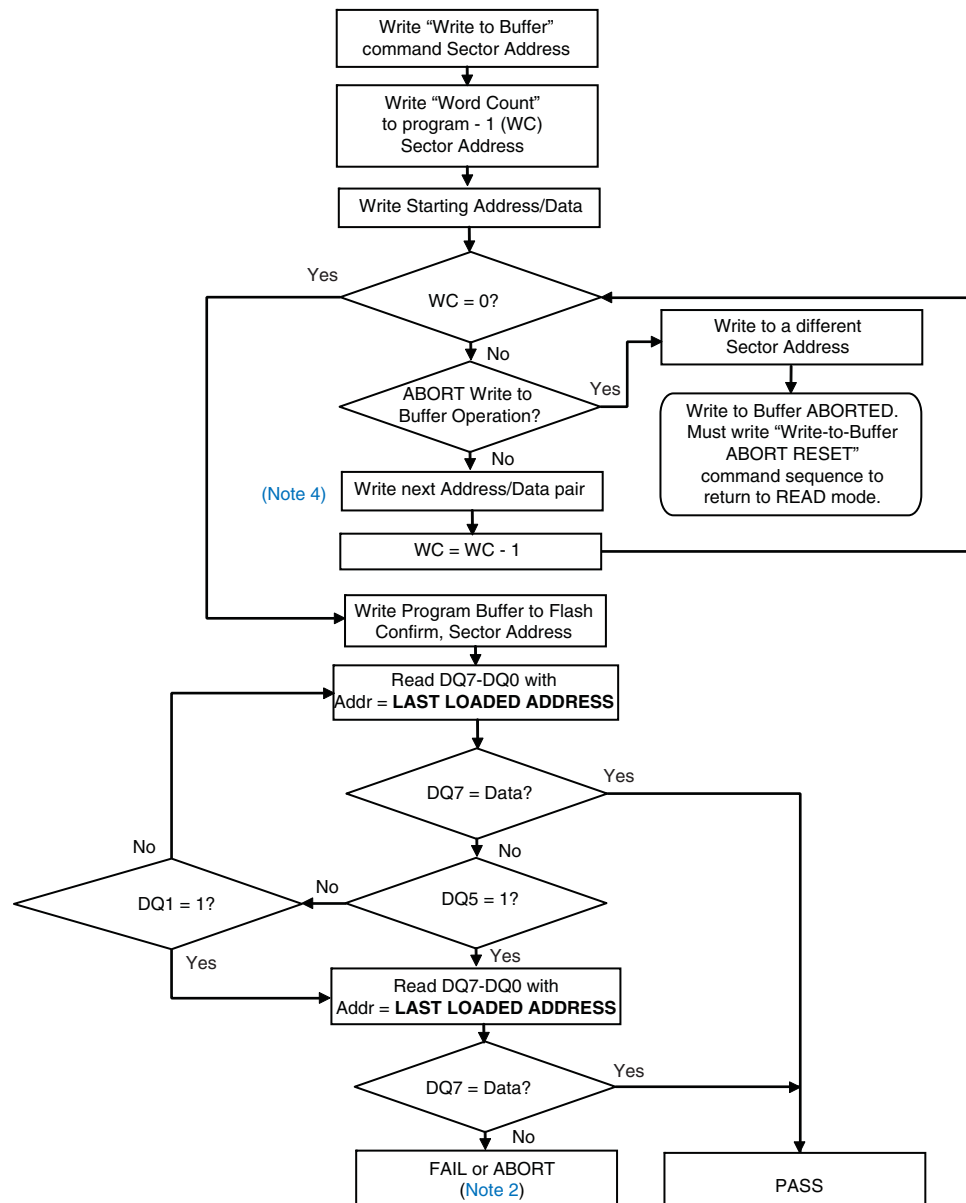 Write “Write to Buffer”
command Sector Address
Write “Word Count”
to program - 1 (WC)
Sector Address
Write Starting Address/Data
Yes
WC = 0?
No
Write to a different
Sector Address
ABORT Write to
Buffer Operation?
Yes
Write to Buffer ABORTED.
Must write “Write-to-Buffer
ABORT RESET”
command sequence to
return to READ mode.
No
(Note 4)
Write next Address/Data pair
WC = WC - 1
Write Program Buffer to Flash
Confirm, Sector Address
Read DQ7-DQ0 with
Addr = LAST LOADED ADDRESS
DQ7 = Data?
Yes
No
No
DQ1 = 1?
No
DQ5 = 1?
Yes
Yes
Read DQ7-DQ0 with
Addr = LAST LOADED ADDRESS
DQ7 = Data?
Yes
No
FAIL or ABORT
(Note 2)
PASS